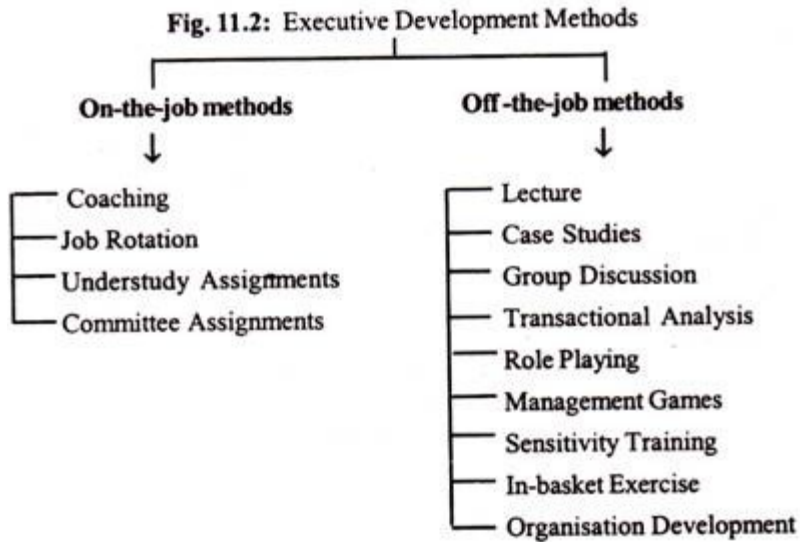 Fig. 11.2: Executive Development Methods
On-the-job methods
Coaching
Job Rotation
Understudy Assignments
Committee Assignments
Off-the-job methods
Lecture
Case Studies
Group Discussion
Transactional Analysis
Role Playing
Management Games
Sensitivity Training
In-basket Exercise
Organisation Development